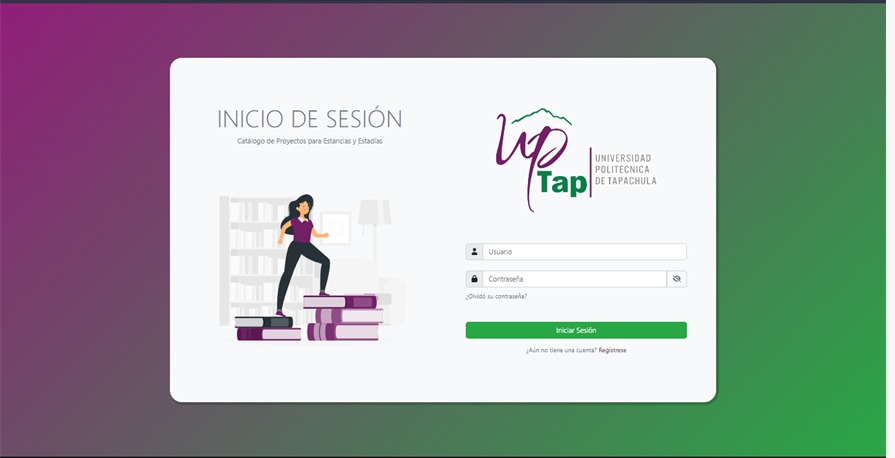 INICIO DE SESIÓN
Catálogo de Proyectos para Estancias y Estadías
up
Tap
UNIVERSIDAD
POLITÉCNICA
DE TAPACHULA
Usuario
Contraseña
¿Olvidó su contraseña?
Iniciar Sesión
¿Aún no tiene una cuenta? Regístrese